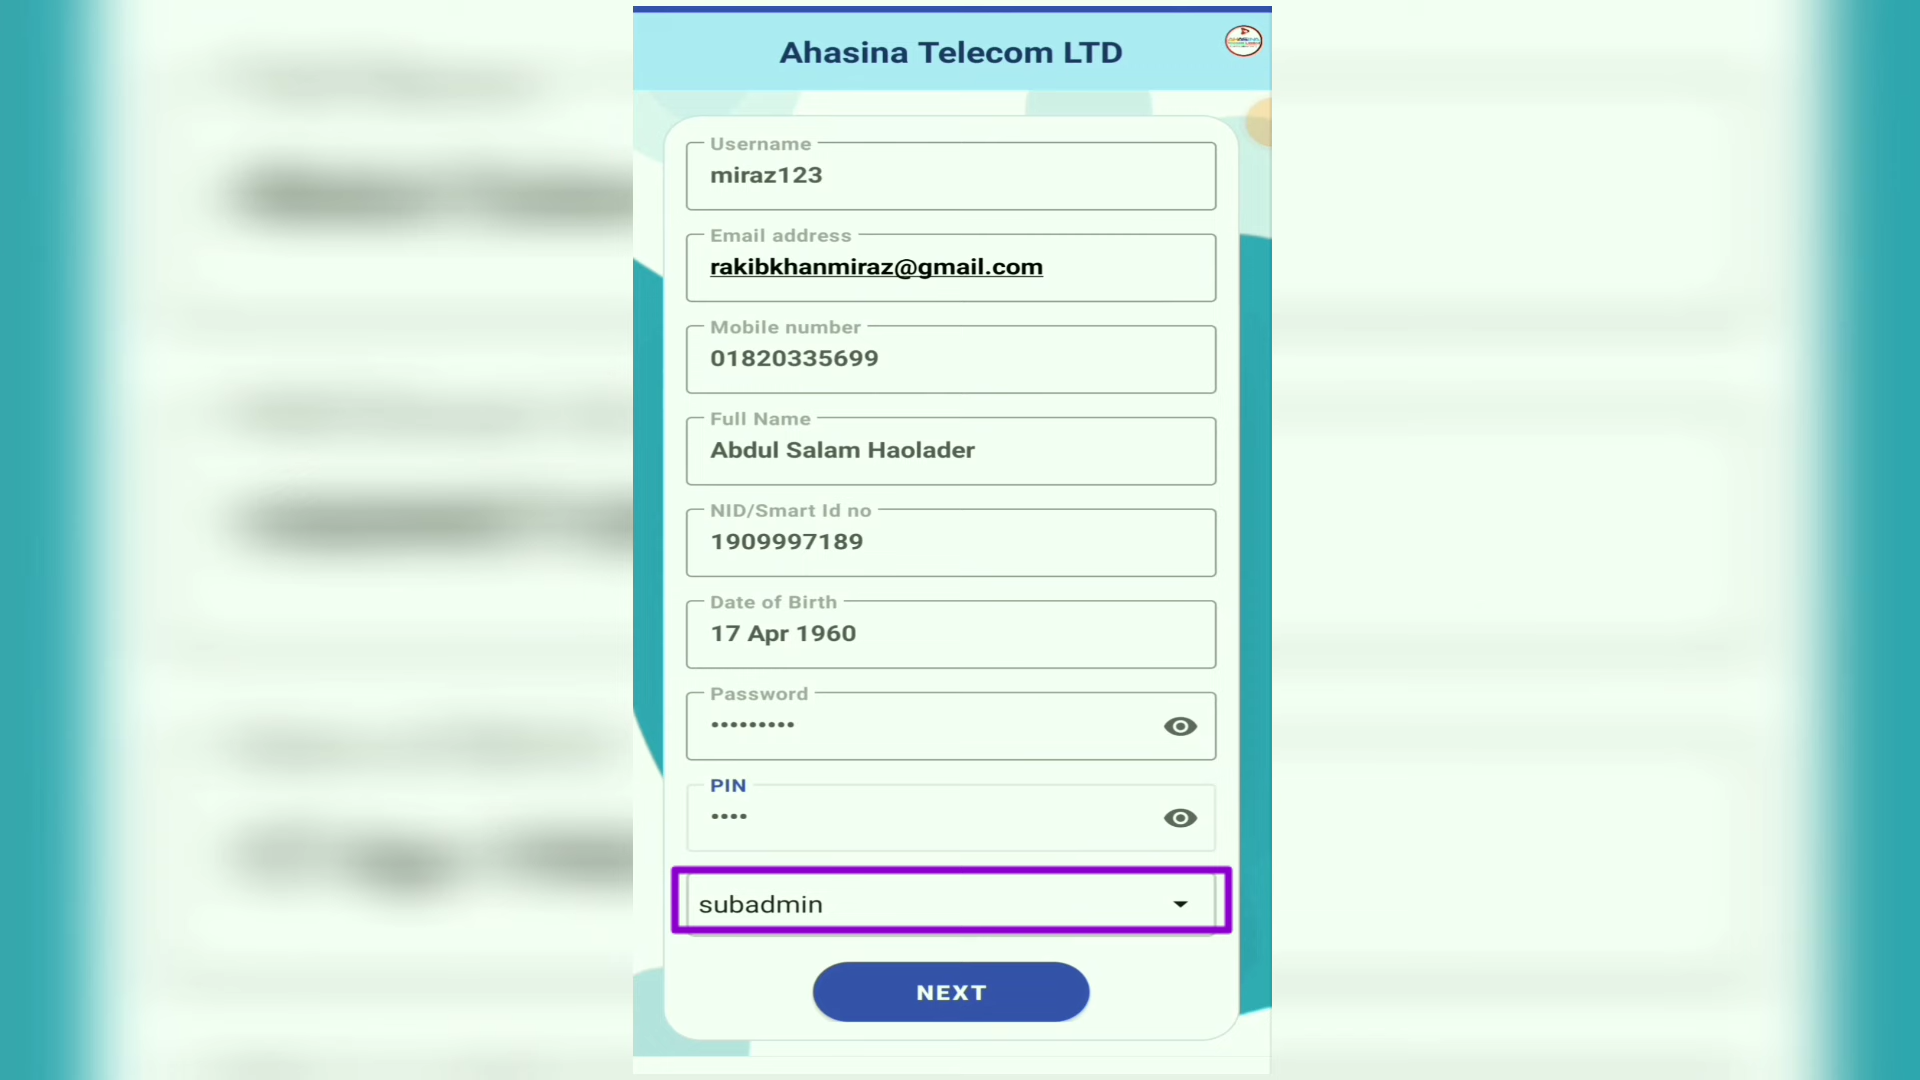 Ahasina Telecom LTD
Username
miraz123
Email address
rakibkhanmiraz@gmail.com
Mobile number
01820335699
Full Name
Abdul Salam Haolader
NID/Smart Id no
1909997189
Date of Birth
17 Apr 1960
Password
•••••••••
PIN
••••
subadmin
NEXT